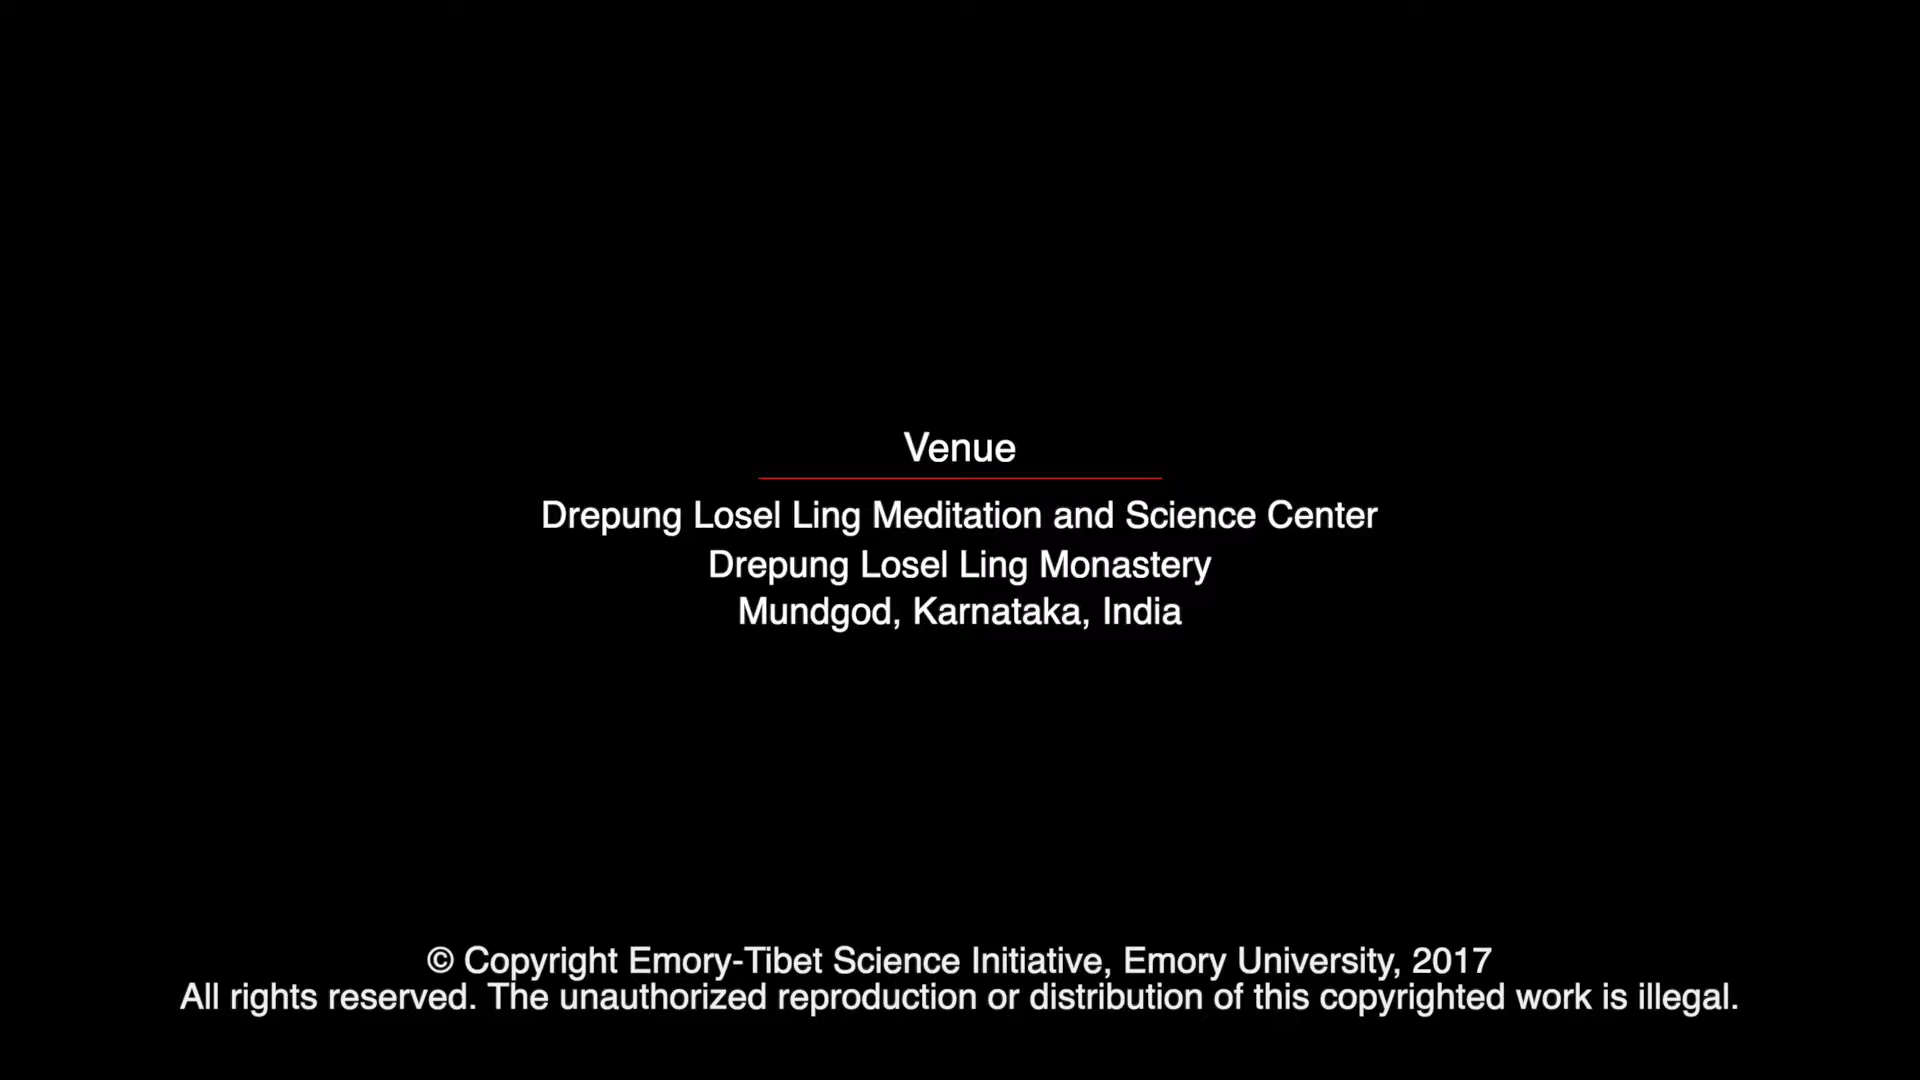 Venue
Drepung Losel Ling Meditation and Science Center
Drepung Losel Ling Monastery
Mundgod, Karnataka, India
© Copyright Emory-Tibet Science Initiative, Emory University, 2017
All rights reserved. The unauthorized reproduction or distribution of this copyrighted work is illegal.